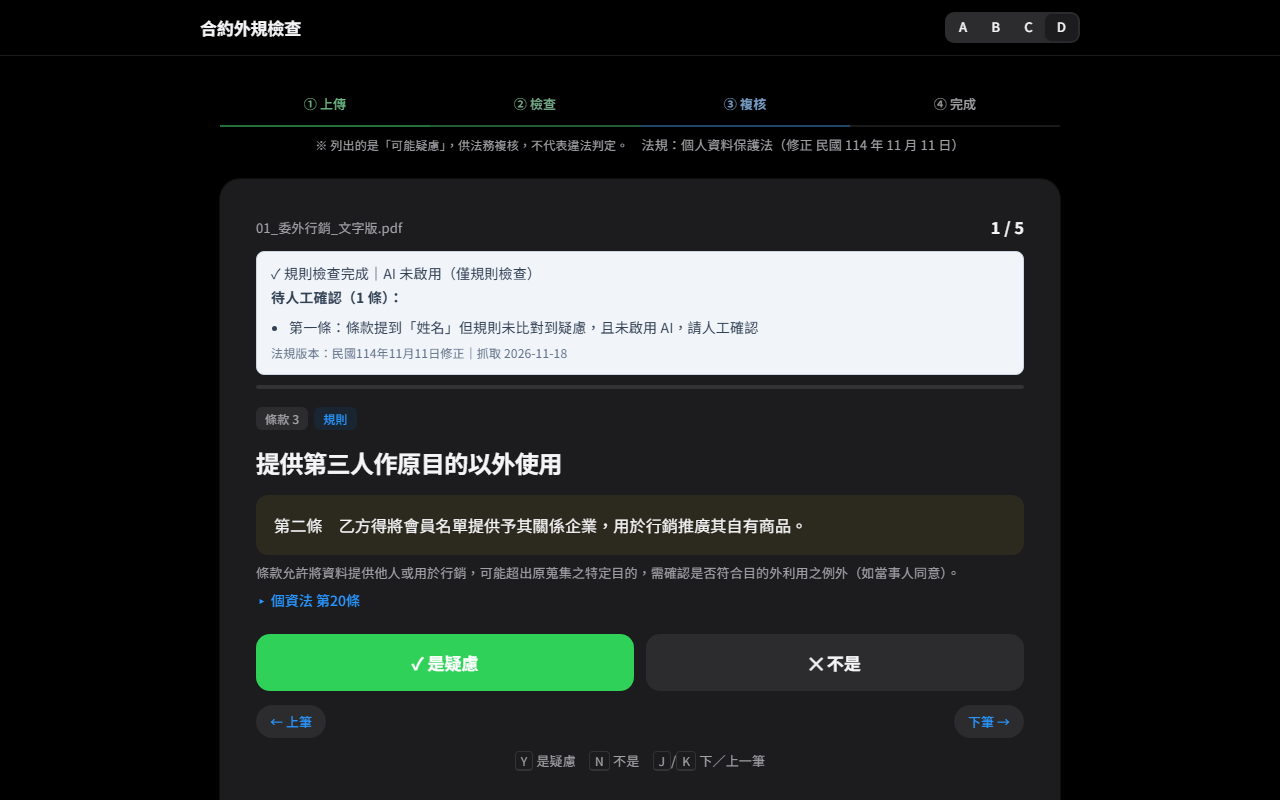 合約外規檢查
A B C D
① 上傳 ② 檢查 ③ 複核 ④ 完成
※ 列出的是「可能疑慮」，供法務複核，不代表違法判定。 法規：個人資料保護法（修正 民國 114 年 11 月 11 日）
01_委外行銷_文字版.pdf 1 / 5
✓ 規則檢查完成｜AI 未啟用（僅規則檢查）
待人工確認（1 條）：
• 第一條：條款提到「姓名」但規則未比對到疑慮，且未啟用 AI，請人工確認
法規版本：民國114年11月11日修正｜抓取 2026-11-18
條款 3 規則
提供第三人作原目的以外使用
第二條　乙方得將會員名單提供予其關係企業，用於行銷推廣其自有商品。
條款允許將資料提供他人或用於行銷，可能超出原蒐集之特定目的，需確認是否符合目的外利用之例外（如當事人同意）。
▸ 個資法 第20條
✓ 是疑慮 ✕ 不是
← 上筆 下筆 →
Y 是疑慮 N 不是 J/K 下／上一筆